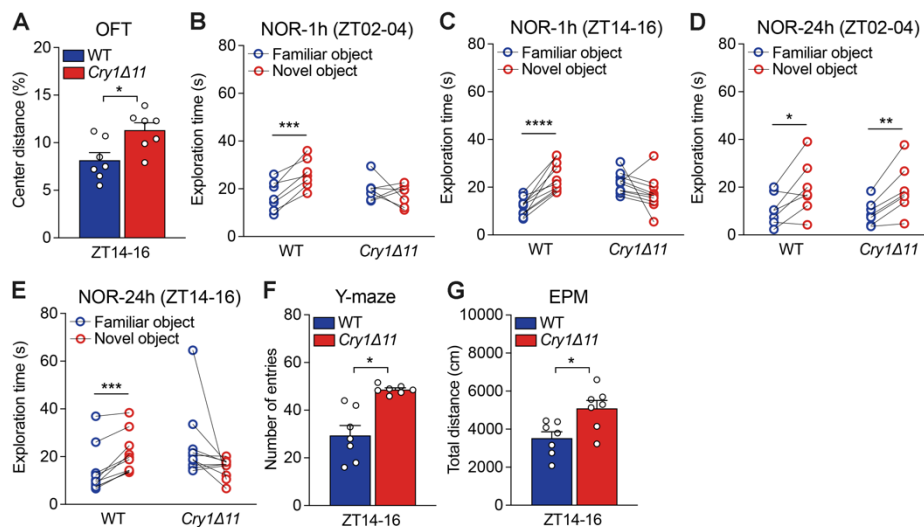 A OFT
WT
Cry1Δ11
Center distance (%)
20
15
10
5
0
*
ZT14-16
B NOR-1h (ZT02-04)
Familiar object
Novel object
Exploration time (s)
80
60
40
20
0
***
WT Cry1Δ11
C NOR-1h (ZT14-16)
Familiar object
Novel object
Exploration time (s)
80
60
40
20
0
****
WT Cry1Δ11
D NOR-24h (ZT02-04)
Familiar object
Novel object
Exploration time (s)
80
60
40
20
0
* **
WT Cry1Δ11
E NOR-24h (ZT14-16)
Familiar object
Novel object
Exploration time (s)
80
60
40
20
0
***
WT Cry1Δ11
F Y-maze
WT
Cry1Δ11
Number of entries
80
60
40
20
0
*
ZT14-16
G EPM
WT
Cry1Δ11
Total distance (cm)
10000
8000
6000
4000
2000
0
*
ZT14-16